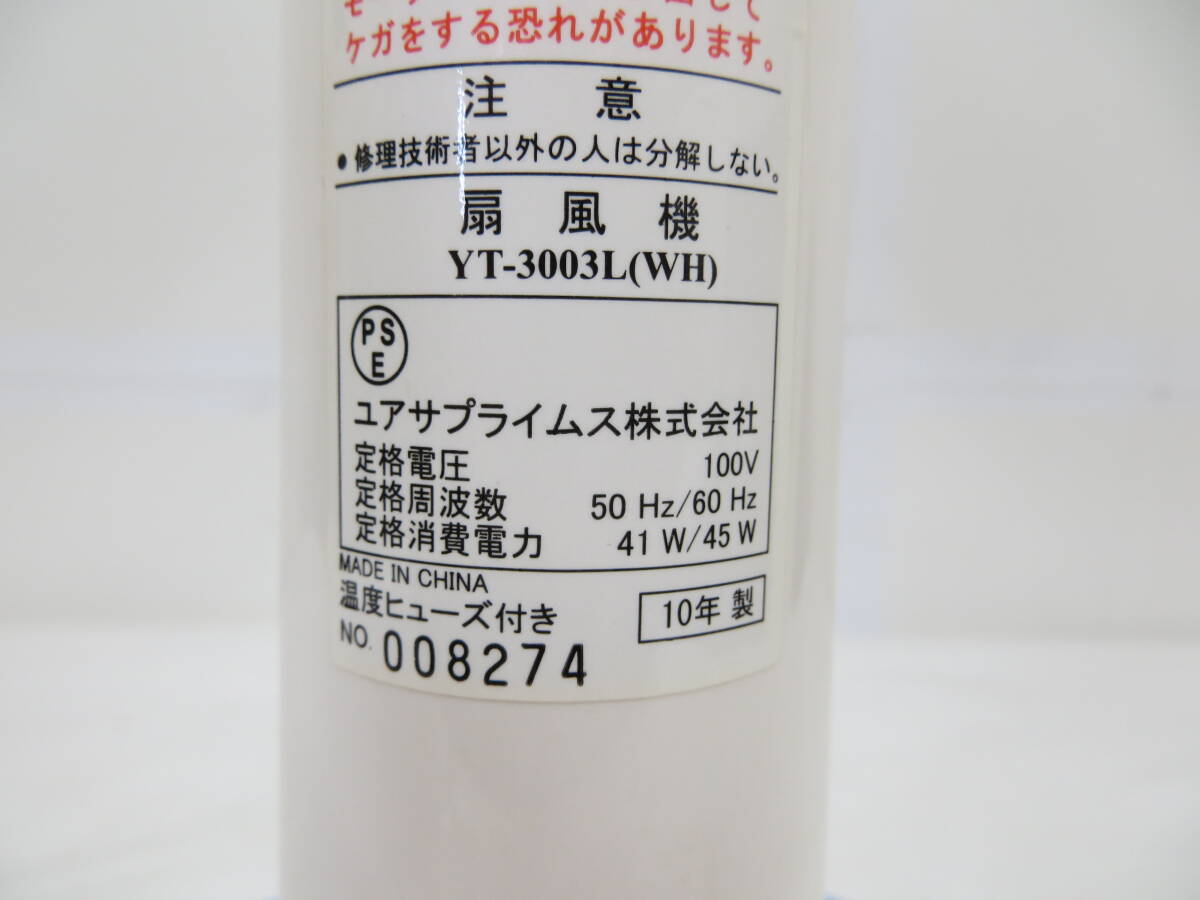 ケガをする恐れがあります。
注 意
● 修理技術者以外の人は分解しない。
扇 風 機
YT-3003L(WH)
PS
E
ユアサプライムス株式会社
定格電圧 100V
定格周波数 50 Hz/60 Hz
定格消費電力 41 W/45 W
MADE IN CHINA
温度ヒューズ付き
10年 製
NO. 008274